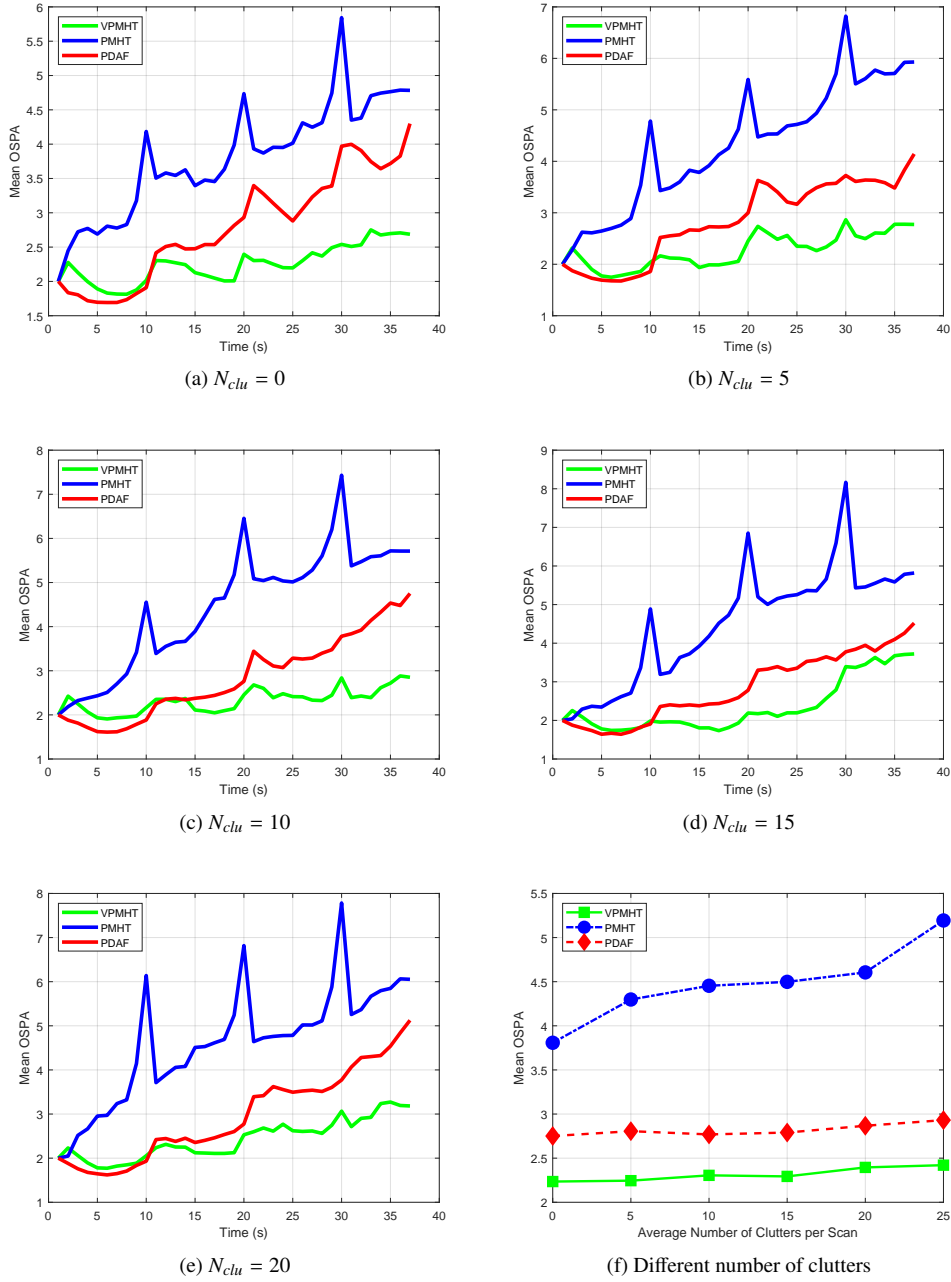 6
5.5
5
4.5
4
3.5
3
2.5
2
1.5
Mean OSPA
VPMHT
PMHT
PDAF
0 5 10 15 20 25 30 35 40
Time (s)
(a) N_clu = 0
7
6
5
4
3
2
1
Mean OSPA
VPMHT
PMHT
PDAF
0 5 10 15 20 25 30 35 40
Time (s)
(b) N_clu = 5
8
7
6
5
4
3
2
1
Mean OSPA
VPMHT
PMHT
PDAF
0 5 10 15 20 25 30 35 40
Time (s)
(c) N_clu = 10
9
8
7
6
5
4
3
2
1
Mean OSPA
VPMHT
PMHT
PDAF
0 5 10 15 20 25 30 35 40
Time (s)
(d) N_clu = 15
8
7
6
5
4
3
2
1
Mean OSPA
VPMHT
PMHT
PDAF
0 5 10 15 20 25 30 35 40
Time (s)
(e) N_clu = 20
5.5
5
4.5
4
3.5
3
2.5
2
Mean OSPA
VPMHT
PMHT
PDAF
0 5 10 15 20 25
Average Number of Clutters per Scan
(f) Different number of clutters